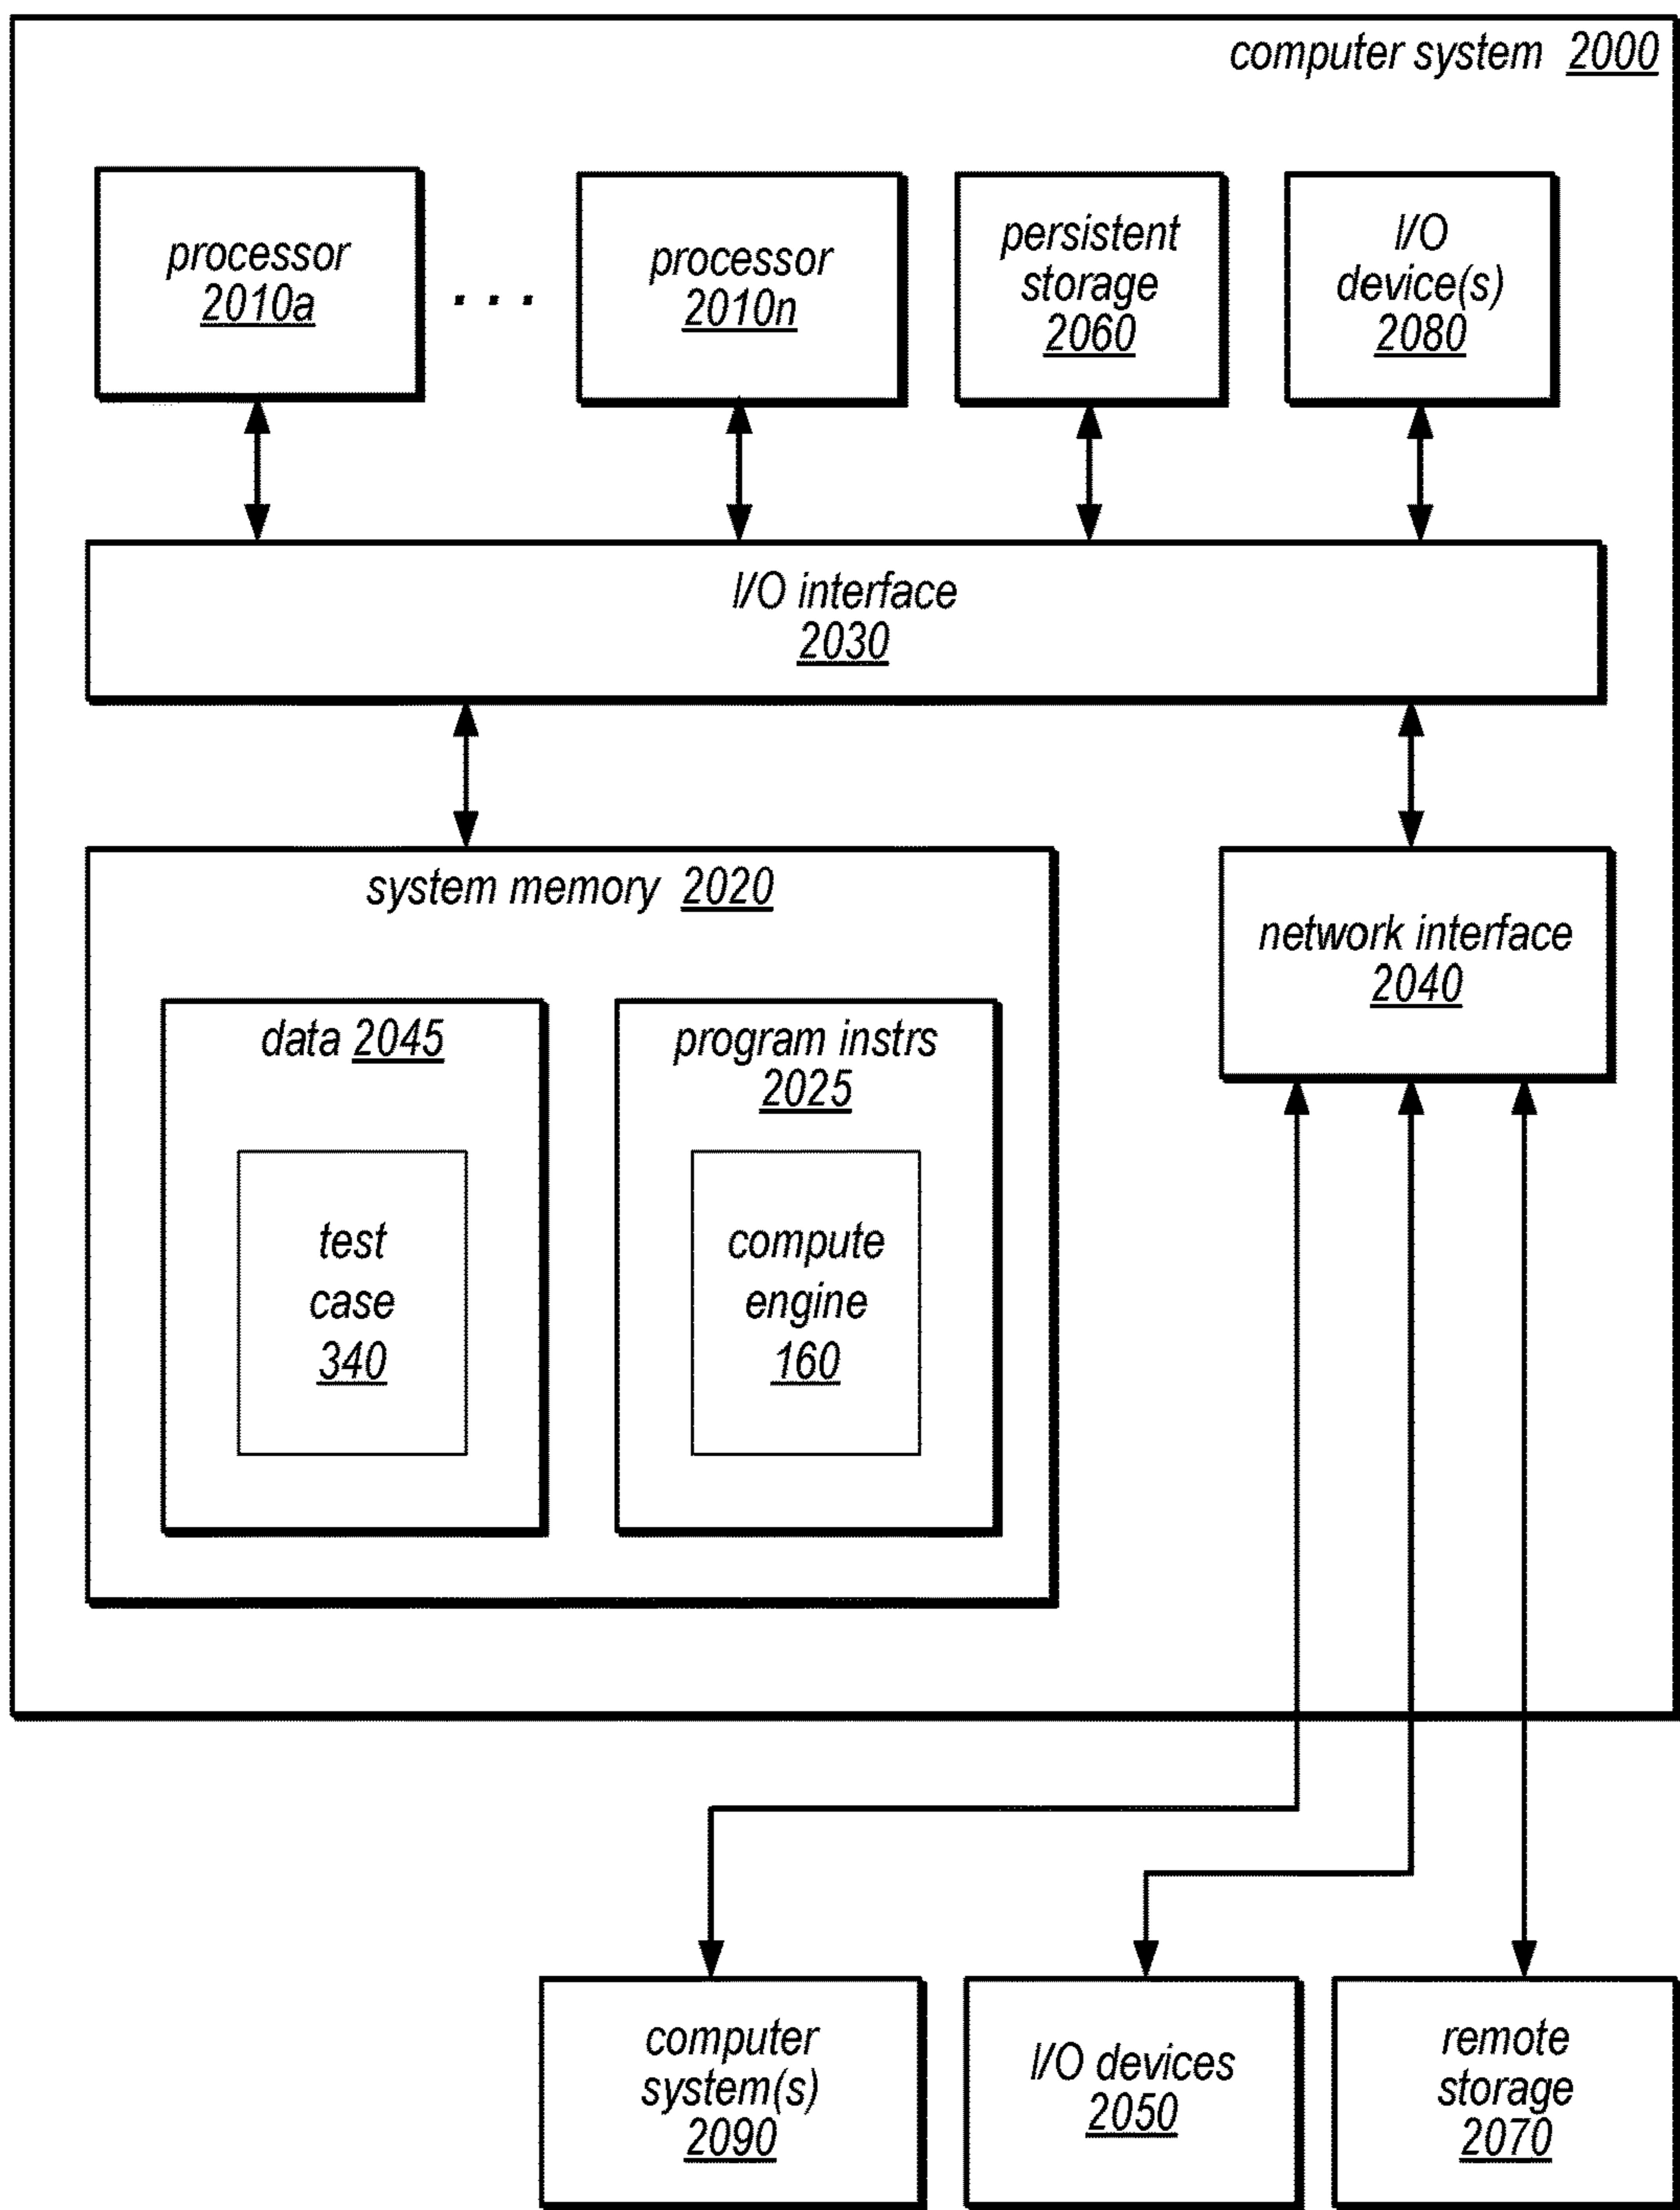 computer system 2000
processor
2010a
. . .
processor
2010n
persistent
storage
2060
I/O
device(s)
2080
I/O interface
2030
system memory 2020
data 2045
test
case
340
program instrs
2025
compute
engine
160
network interface
2040
computer
system(s)
2090
I/O devices
2050
remote
storage
2070